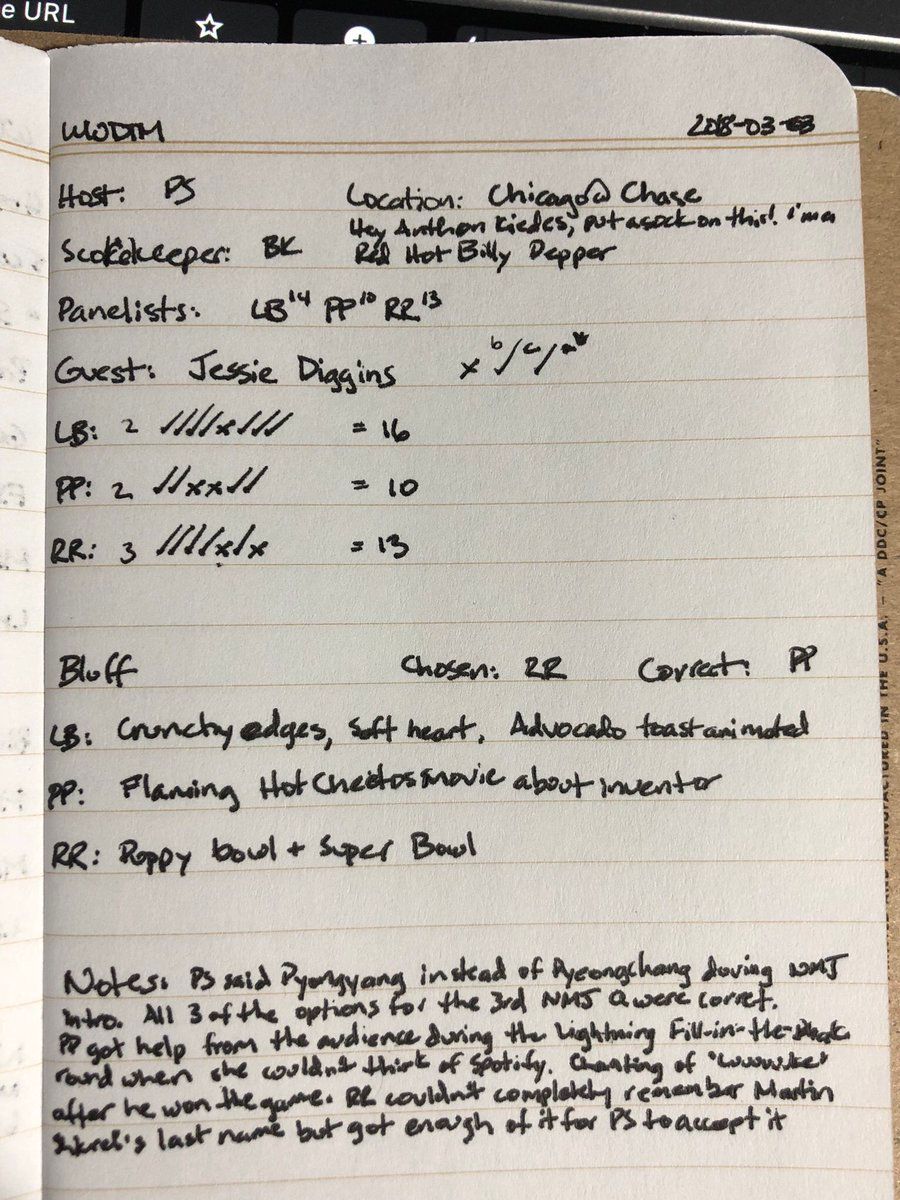 e URL
WWDTM 2018-03-03
Host: PS Location: Chicago @ Chase
Hey Anthon Kiedes, put a sock on this! I'm a
Scorekeeper: BK Red Hot Billy Depper
Panelists: LB 14 PP 10 RR 13
Guest: Jessie Diggins x
LB: 2 ////x/// = 16
PP: 2 //xx// = 10
RR: 3 ////x/x = 13
Bluff Chosen: RR Correct: PP
LB: Crunchy edges, Soft heart, Advocado toast animated
PP: Flaming Hot Cheetos movie about inventor
RR: Poppy bowl + Super Bowl
Notes: PS said Pyongyang instead of Pyeongchang during NMJ
intro. All 3 of the options for the 3rd NMJ Q were corret.
PP got help from the audience during the Lightning Fill-in-the-Blank
round when she couldn't think of Spotify. Chanting of
after he won the game. RR couldn't completely remember Martin
Skreli's last name but got enough of it for PS to accept it
AND MANUFACTURED IN THE U.S.A. — "A DDC/CP JOINT"